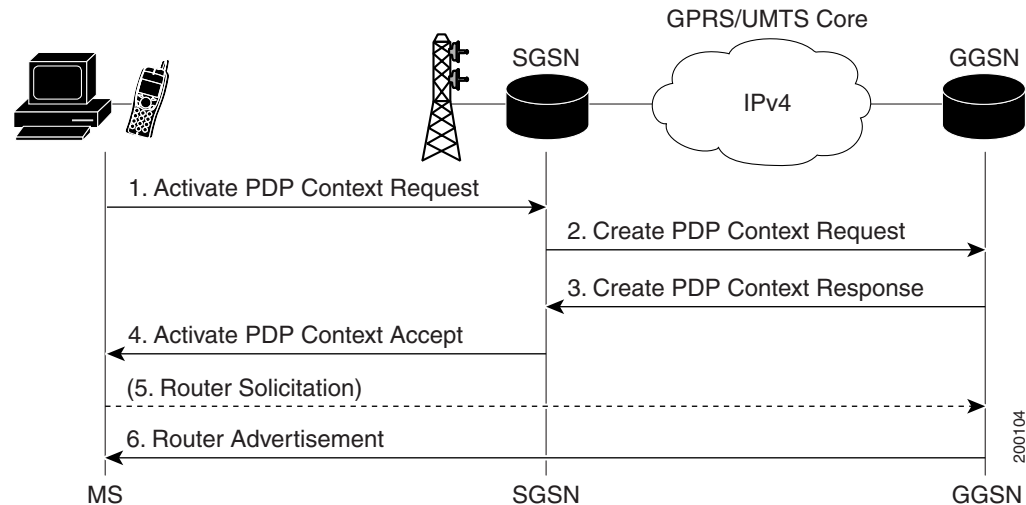 GPRS/UMTS Core
SGSN
GGSN
IPv4
1. Activate PDP Context Request
2. Create PDP Context Request
3. Create PDP Context Response
4. Activate PDP Context Accept
(5. Router Solicitation)
6. Router Advertisement
200104
MS
SGSN
GGSN